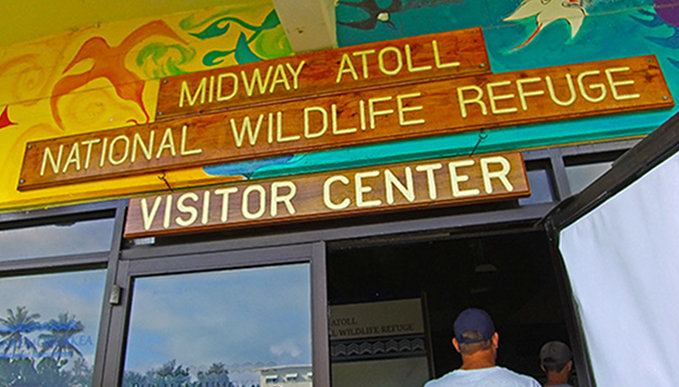 MIDWAY ATOLL
NATIONAL WILDLIFE REFUGE
VISITOR CENTER
ATOLL
WILDLIFE REFUGE